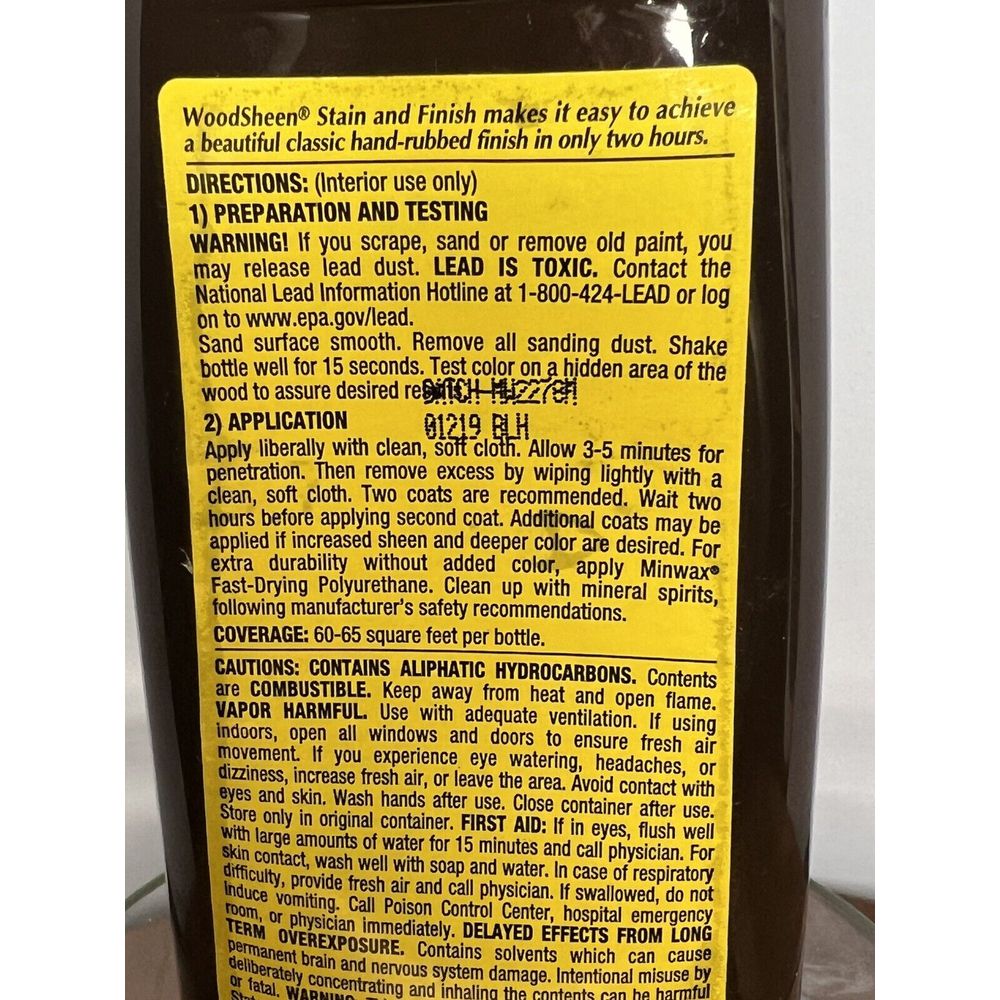 WoodSheen® Stain and Finish makes it easy to achieve
a beautiful classic hand-rubbed finish in only two hours.
DIRECTIONS: (Interior use only)
1) PREPARATION AND TESTING
WARNING! If you scrape, sand or remove old paint, you
may release lead dust. LEAD IS TOXIC. Contact the
National Lead Information Hotline at 1-800-424-LEAD or log
on to www.epa.gov/lead.
Sand surface smooth. Remove all sanding dust. Shake
bottle well for 15 seconds. Test color on a hidden area of the
wood to assure desired
2) APPLICATION
01219 BLH
Apply liberally with clean, soft cloth. Allow 3-5 minutes for
penetration. Then remove excess by wiping lightly with a
clean, soft cloth. Two coats are recommended. Wait two
hours before applying second coat. Additional coats may be
applied if increased sheen and deeper color are desired. For
extra durability without added color, apply Minwax®
Fast-Drying Polyurethane. Clean up with mineral spirits,
following manufacturer's safety recommendations.
COVERAGE: 60-65 square feet per bottle.
CAUTIONS: CONTAINS ALIPHATIC HYDROCARBONS. Contents
are COMBUSTIBLE. Keep away from heat and open flame.
VAPOR HARMFUL. Use with adequate ventilation. If using
indoors, open all windows and doors to ensure fresh air
movement. If you experience eye watering, headaches, or
dizziness, increase fresh air, or leave the area. Avoid contact with
eyes and skin. Wash hands after use. Close container after use.
Store only in original container. FIRST AID: If in eyes, flush well
with large amounts of water for 15 minutes and call physician. For
skin contact, wash well with soap and water. In case of respiratory
difficulty, provide fresh air and call physician. If swallowed, do not
induce vomiting. Call Poison Control Center, hospital emergency
room, or physician immediately. DELAYED EFFECTS FROM LONG
TERM OVEREXPOSURE. Contains solvents which can cause
permanent brain and nervous system damage. Intentional misuse by
deliberately concentrating and inhaling the contents can be harmful
or fatal. WARNING: